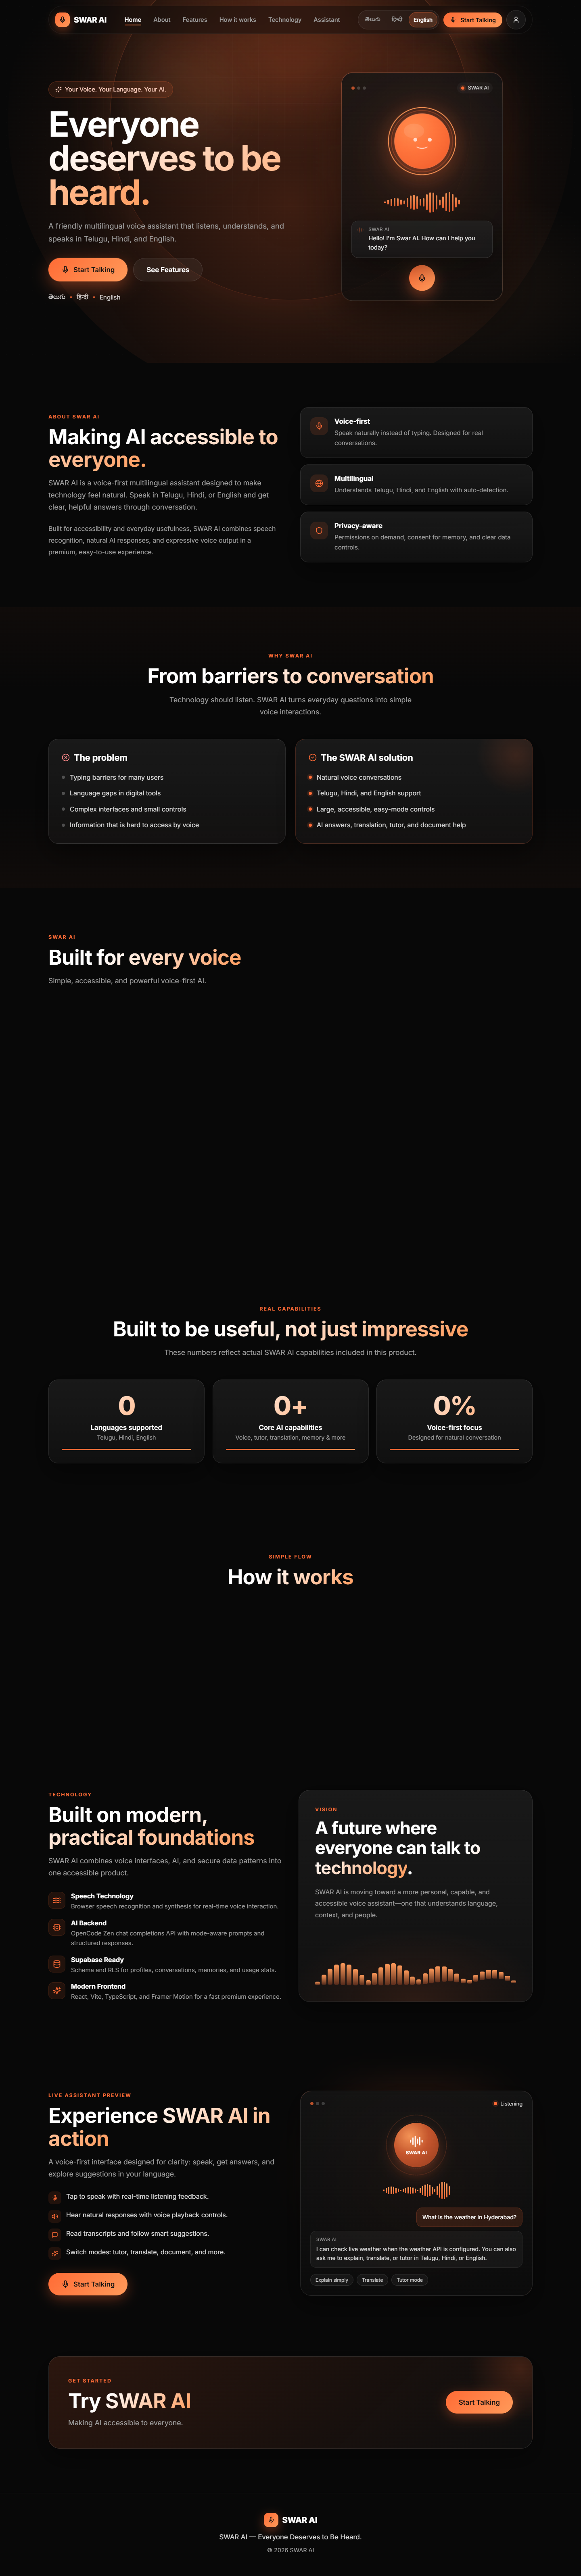 SWAR AI
Home
About
Features
How it works
Technology
Assistant
తెలుగు
हिन्दी
English
Start Talking
Your Voice. Your Language. Your AI.
Everyone
deserves to be
heard.
A friendly multilingual voice assistant that listens, understands, and
speaks in Telugu, Hindi, and English.
Start Talking
See Features
తెలుగు • हिन्दी • English
SWAR AI
SWAR AI
Hello! I'm Swar AI. How can I help you
today?
ABOUT SWAR AI
Making AI accessible to
everyone.
SWAR AI is a voice-first multilingual assistant designed to make
technology feel natural. Speak in Telugu, Hindi, or English and get
clear, helpful answers through conversation.
Built for accessibility and everyday usefulness, SWAR AI combines speech
recognition, natural AI responses, and expressive voice output in a
premium, easy-to-use experience.
Voice-first
Speak naturally instead of typing. Designed for real
conversations.
Multilingual
Understands Telugu, Hindi, and English with auto-detection.
Privacy-aware
Permissions on demand, consent for memory, and clear data
controls.
WHY SWAR AI
From barriers to conversation
Technology should listen. SWAR AI turns everyday questions into simple
voice interactions.
The problem
Typing barriers for many users
Language gaps in digital tools
Complex interfaces and small controls
Information that is hard to access by voice
The SWAR AI solution
Natural voice conversations
Telugu, Hindi, and English support
Large, accessible, easy-mode controls
AI answers, translation, tutor, and document help
SWAR AI
Built for every voice
Simple, accessible, and powerful voice-first AI.
REAL CAPABILITIES
Built to be useful, not just impressive
These numbers reflect actual SWAR AI capabilities included in this product.
0
Languages supported
Telugu, Hindi, English
0+
Core AI capabilities
Voice, tutor, translation, memory & more
0%
Voice-first focus
Designed for natural conversation
SIMPLE FLOW
How it works
TECHNOLOGY
Built on modern,
practical foundations
SWAR AI combines voice interfaces, AI, and secure data patterns into
one accessible product.
Speech Technology
Browser speech recognition and synthesis for real-time voice interaction.
AI Backend
OpenCode Zen chat completions API with mode-aware prompts and
structured responses.
Supabase Ready
Schema and RLS for profiles, conversations, memories, and usage stats.
Modern Frontend
React, Vite, TypeScript, and Framer Motion for a fast premium experience.
VISION
A future where
everyone can talk to
technology.
SWAR AI is moving toward a more personal, capable, and
accessible voice assistant—one that understands language,
context, and people.
LIVE ASSISTANT PREVIEW
Experience SWAR AI in
action
A voice-first interface designed for clarity: speak, get answers, and
explore suggestions in your language.
Tap to speak with real-time listening feedback.
Hear natural responses with voice playback controls.
Read transcripts and follow smart suggestions.
Switch modes: tutor, translate, document, and more.
Start Talking
Listening
SWAR AI
What is the weather in Hyderabad?
SWAR AI
I can check live weather when the weather API is configured. You can also
ask me to explain, translate, or tutor in Telugu, Hindi, or English.
Explain simply
Translate
Tutor mode
GET STARTED
Try SWAR AI
Making AI accessible to everyone.
Start Talking
SWAR AI
SWAR AI — Everyone Deserves to Be Heard.
© 2026 SWAR AI